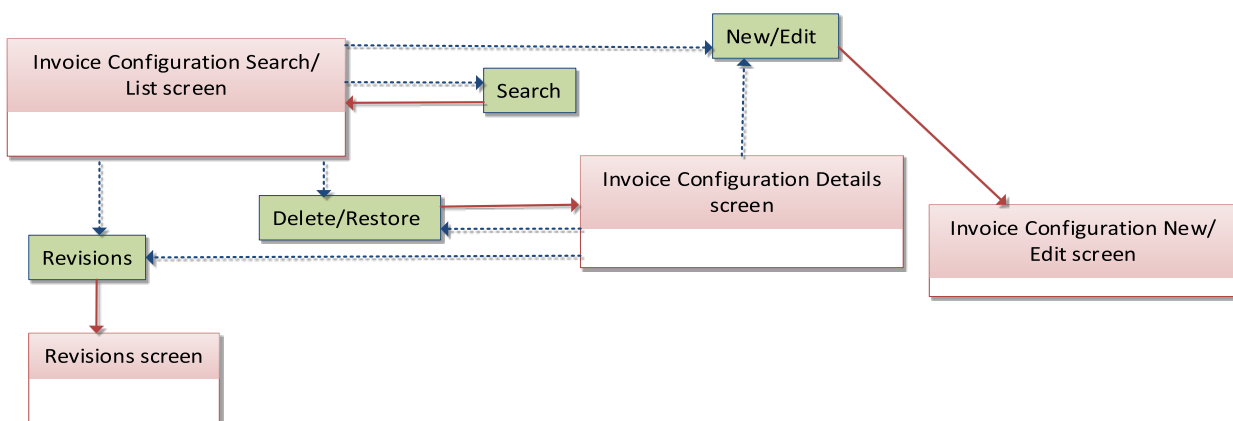 New/Edit
Invoice Configuration Search/
List screen
Search
Invoice Configuration Details
screen
Delete/Restore
Invoice Configuration New/
Edit screen
Revisions
Revisions screen